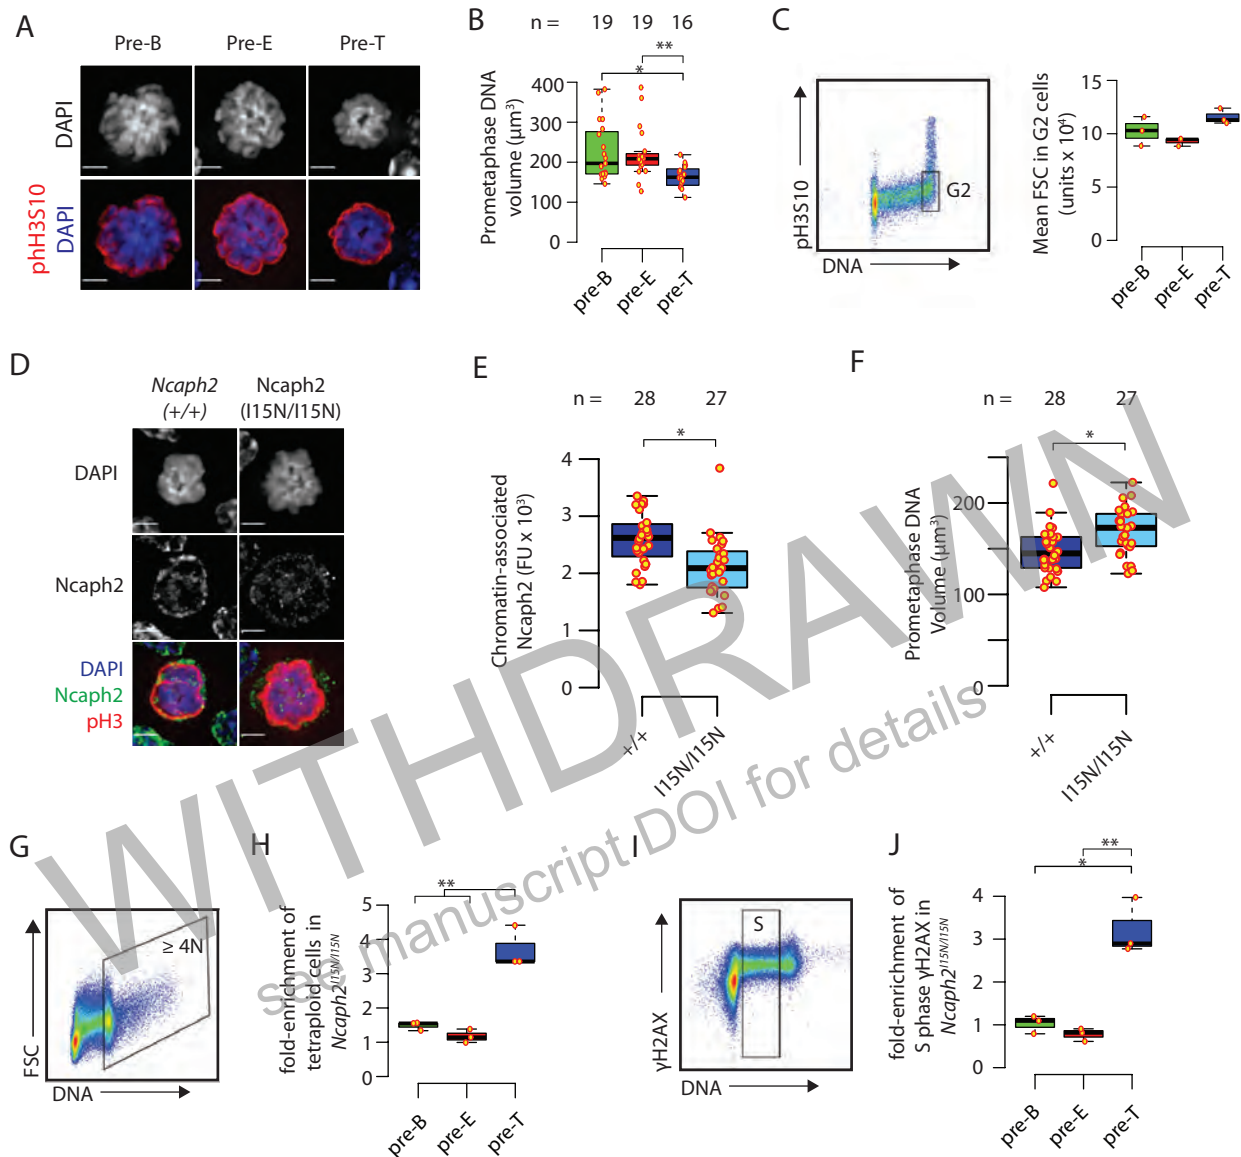 A
Pre-B Pre-E Pre-T
DAPI
phH3S10
DAPI
B
n = 19 19 16
**
*
Prometaphase DNA
volume (µm³)
400
300
200
100
0
pre-B pre-E pre-T
C
pH3S10
DNA
G2
Mean FSC in G2 cells
(units x 10⁴)
15
10
5
0
pre-B pre-E pre-T
D
Ncaph2 Ncaph2
(+/+) (I15N/I15N)
DAPI
Ncaph2
DAPI
Ncaph2
pH3
E
n = 28 27
*
Chromatin-associated
Ncaph2 (FU x 10³)
4
3
2
1
0
+/+ I15N/I15N
F
n = 28 27
*
Prometaphase DNA
Volume (µm³)
200
100
0
+/+ I15N/I15N
WITHDRAWN
see manuscript DOI for details
G
FSC
DNA
≥ 4N
H
**
fold-enrichment of
tetraploid cells in
Ncaph2^I15N/I15N
5
4
3
2
1
0
pre-B pre-E pre-T
I
γH2AX
DNA
S
J
**
*
fold-enrichment of
S phase γH2AX in
Ncaph2^I15N/I15N
4
3
2
1
0
pre-B pre-E pre-T